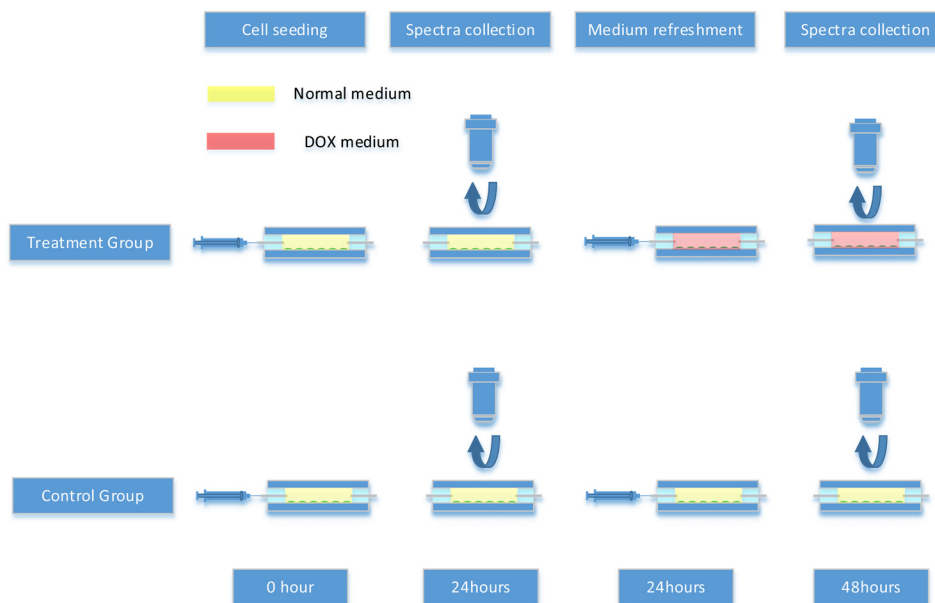 Cell seeding
Spectra collection
Medium refreshment
Spectra collection
Normal medium
DOX medium
Treatment Group
Control Group
0 hour
24hours
24hours
48hours